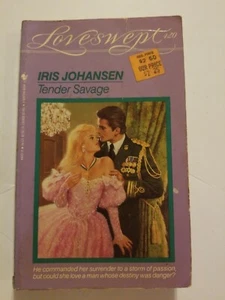 Loveswept
IRIS JOHANSEN
Tender Savage
He commanded her surrender to a storm of passion,
but could she love a man whose destiny was danger?